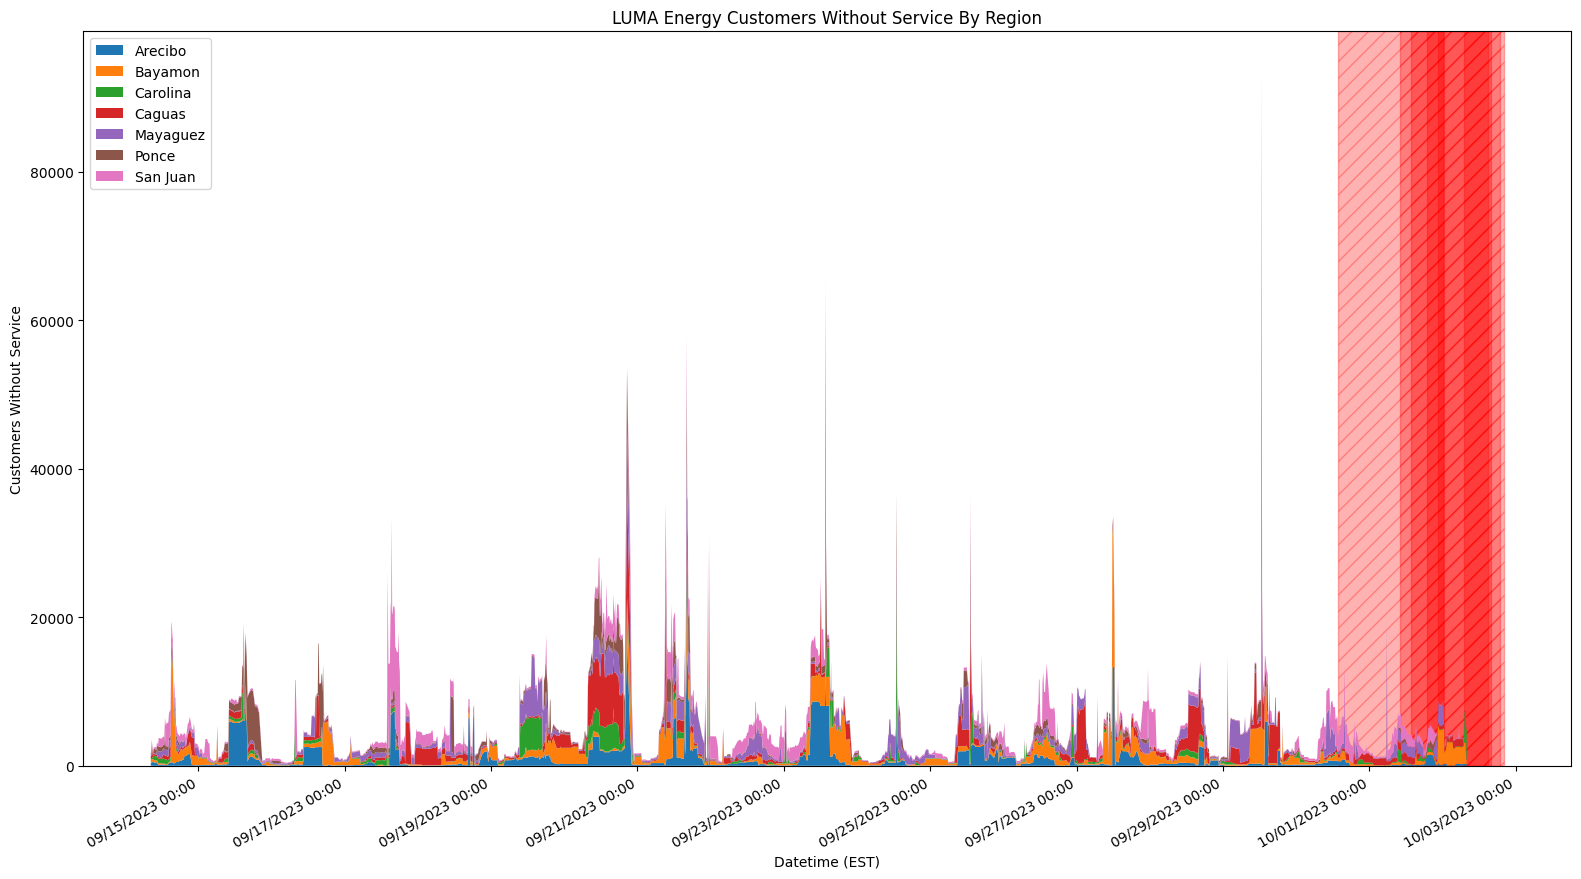 LUMA Energy Customers Without Service By Region
Arecibo
Bayamon
Carolina
Caguas
Mayaguez
Ponce
San Juan
80000
60000
40000
20000
0
Customers Without Service
09/15/2023 00:00
09/17/2023 00:00
09/19/2023 00:00
09/21/2023 00:00
09/23/2023 00:00
09/25/2023 00:00
09/27/2023 00:00
09/29/2023 00:00
10/01/2023 00:00
10/03/2023 00:00
Datetime (EST)